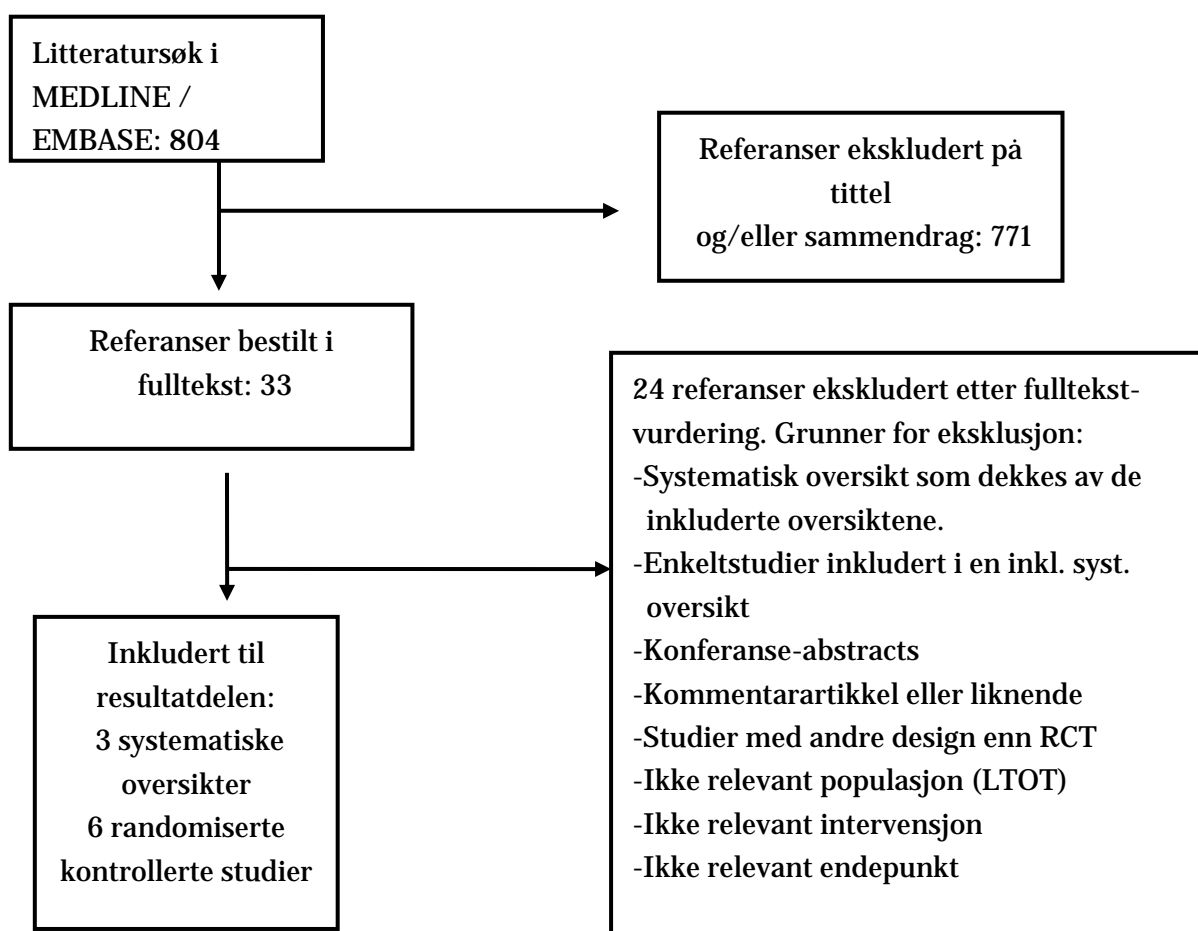 Litteratursøk i
MEDLINE /
EMBASE: 804
Referanser ekskludert på
tittel
og/eller sammendrag: 771
Referanser bestilt i
fulltekst: 33
24 referanser ekskludert etter fulltekst-
vurdering. Grunner for eksklusjon:
-Systematisk oversikt som dekkes av de
inkluderte oversiktene.
-Enkeltstudier inkludert i en inkl. syst.
oversikt
-Konferanse-abstracts
-Kommentarartikkel eller liknende
-Studier med andre design enn RCT
-Ikke relevant populasjon (LTOT)
-Ikke relevant intervensjon
-Ikke relevant endepunkt
Inkludert til
resultatdelen:
3 systematiske
oversikter
6 randomiserte
kontrollerte studier